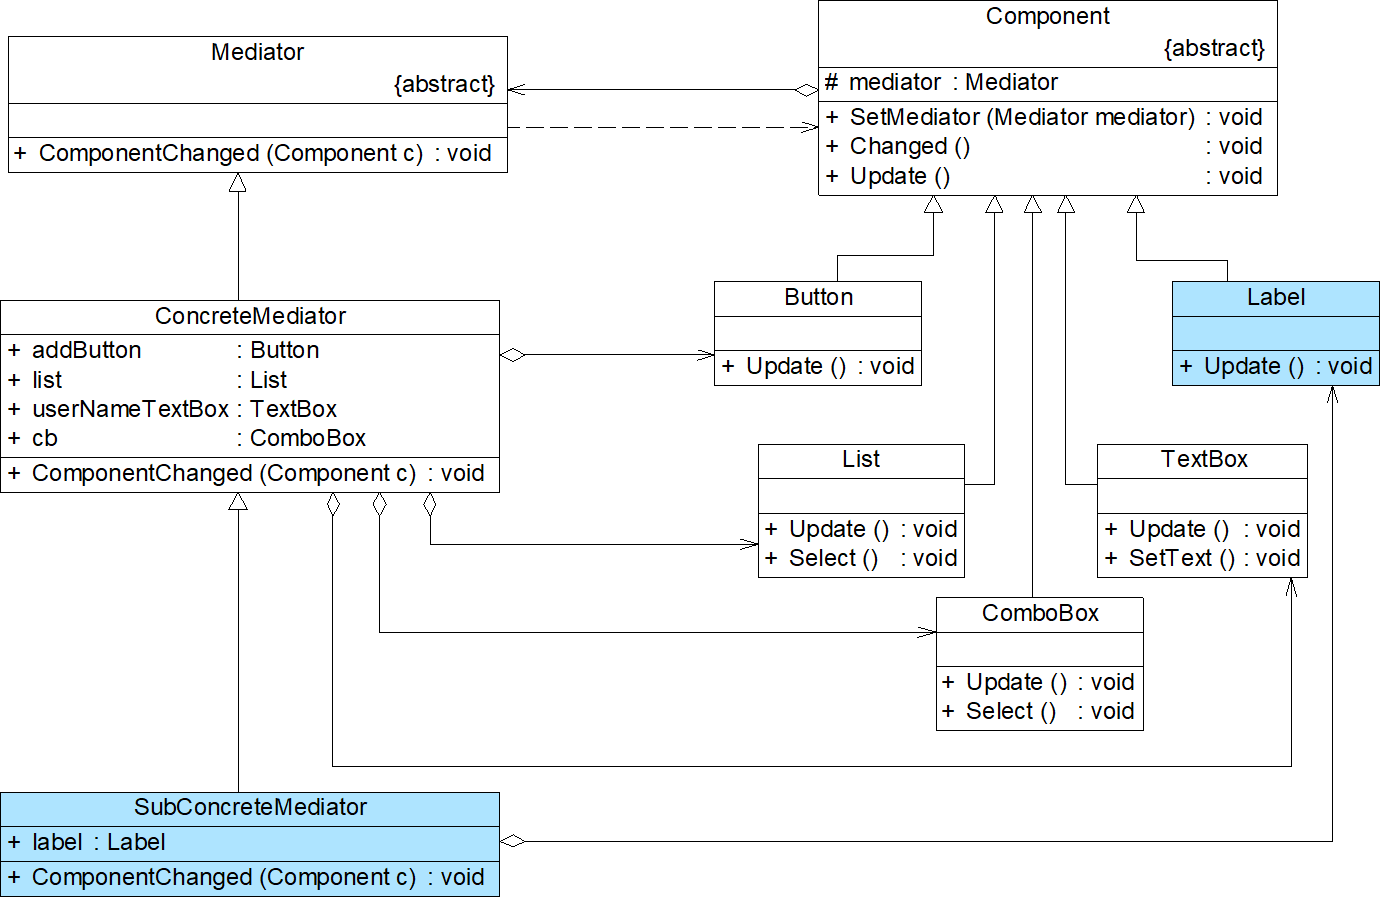 Mediator
{abstract}
+ ComponentChanged (Component c) : void
Component
{abstract}
# mediator : Mediator
+ SetMediator (Mediator mediator) : void
+ Changed () : void
+ Update () : void
ConcreteMediator
+ addButton : Button
+ list : List
+ userNameTextBox : TextBox
+ cb : ComboBox
+ ComponentChanged (Component c) : void
Button
+ Update () : void
Label
+ Update () : void
List
+ Update () : void
+ Select () : void
TextBox
+ Update () : void
+ SetText () : void
ComboBox
+ Update () : void
+ Select () : void
SubConcreteMediator
+ label : Label
+ ComponentChanged (Component c) : void